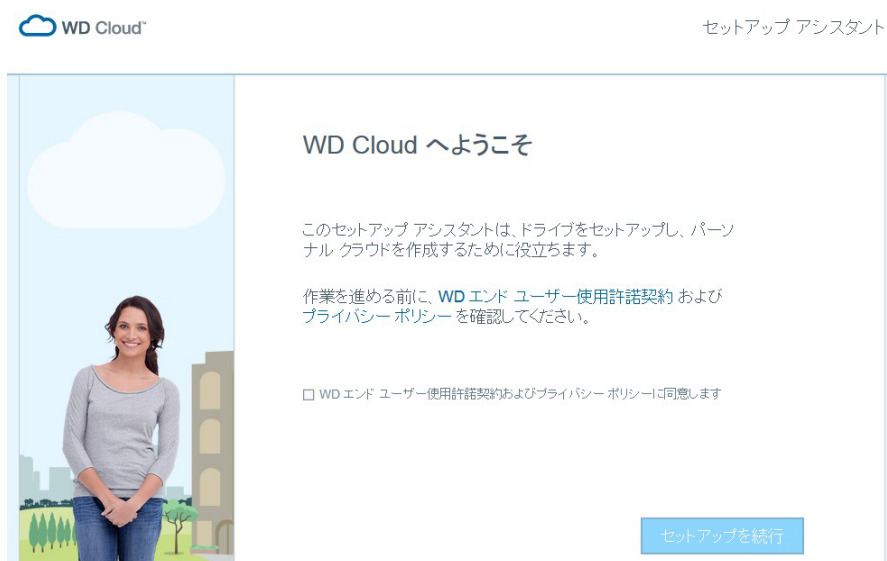 WD Cloud™
セットアップ アシスタント
WD Cloud へようこそ
このセットアップ アシスタントは、ドライブをセットアップし、パーソ
ナル クラウドを作成するために役立ちます。
作業を進める前に、WD エンド ユーザー使用許諾契約 および
プライバシー ポリシー を確認してください。
WD エンド ユーザー使用許諾契約およびプライバシー ポリシーに同意します
セットアップを続行